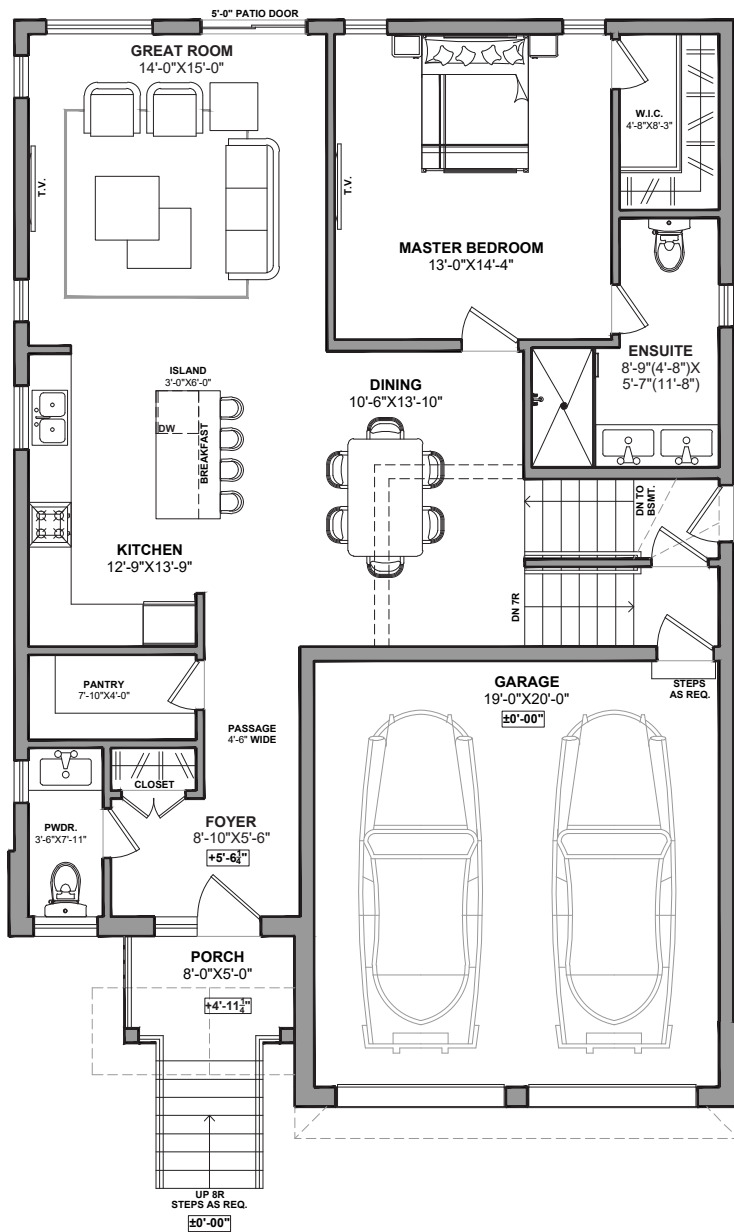 5'-0" PATIO DOOR
GREAT ROOM
14'-0"X15'-0"
T.V.
T.V.
W.I.C.
4'-8"X8'-3"
MASTER BEDROOM
13'-0"X14'-4"
ENSUITE
8'-9"(4'-8")X
5'-7"(11'-8")
ISLAND
3'-0"X6'-0"
DW
BREAKFAST
DINING
10'-6"X13'-10"
KITCHEN
12'-9"X13'-9"
DN TO
BSMT.
DN 7R
PANTRY
7'-10"X4'-0"
GARAGE
19'-0"X20'-0"
±0'-00"
STEPS
AS REQ.
PASSAGE
4'-6" WIDE
CLOSET
PWDR.
3'-6"X7'-11"
FOYER
8'-10"X5'-6"
+5'-6¼"
PORCH
8'-0"X5'-0"
+4'-11¼"
UP 8R
STEPS AS REQ.
±0'-00"